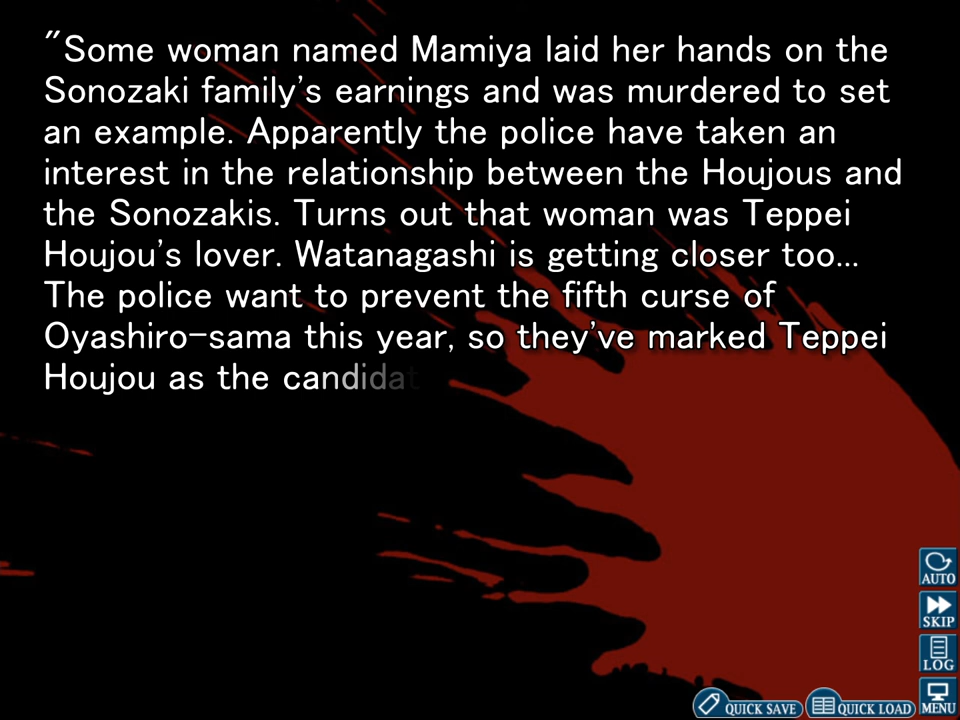 "Some woman named Mamiya laid her hands on the
Sonozaki family's earnings and was murdered to set
an example. Apparently the police have taken an
interest in the relationship between the Houjous and
the Sonozakis. Turns out that woman was Teppei
Houjou's lover. Watanagashi is getting closer too...
The police want to prevent the fifth curse of
Oyashiro-sama this year, so they've marked Teppei
Houjou as the candidat
AUTO
SKIP
LOG
MENU
QUICK SAVE
QUICK LOAD